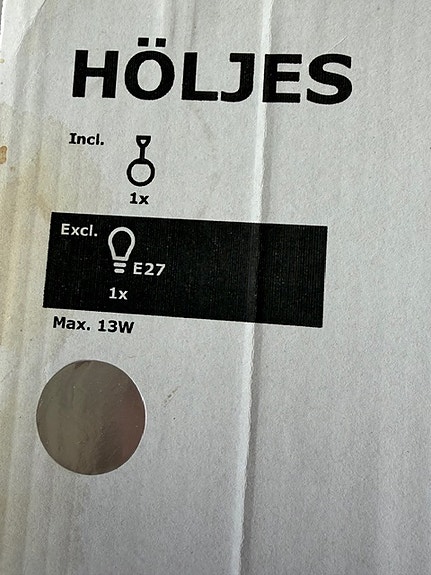 HÖLJES
Incl.
1x
Excl.
E27
1x
Max. 13W